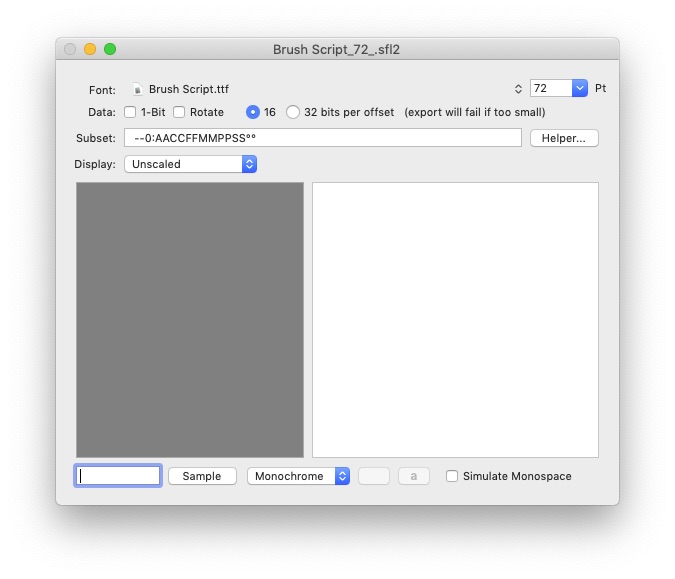 Brush Script_72_.sfl2
Font: Brush Script.ttf 72 Pt
Data: 1-Bit Rotate 16 32 bits per offset (export will fail if too small)
Subset: --0:AACCFFMMPPSS°° Helper...
Display: Unscaled
Sample Monochrome a Simulate Monospace